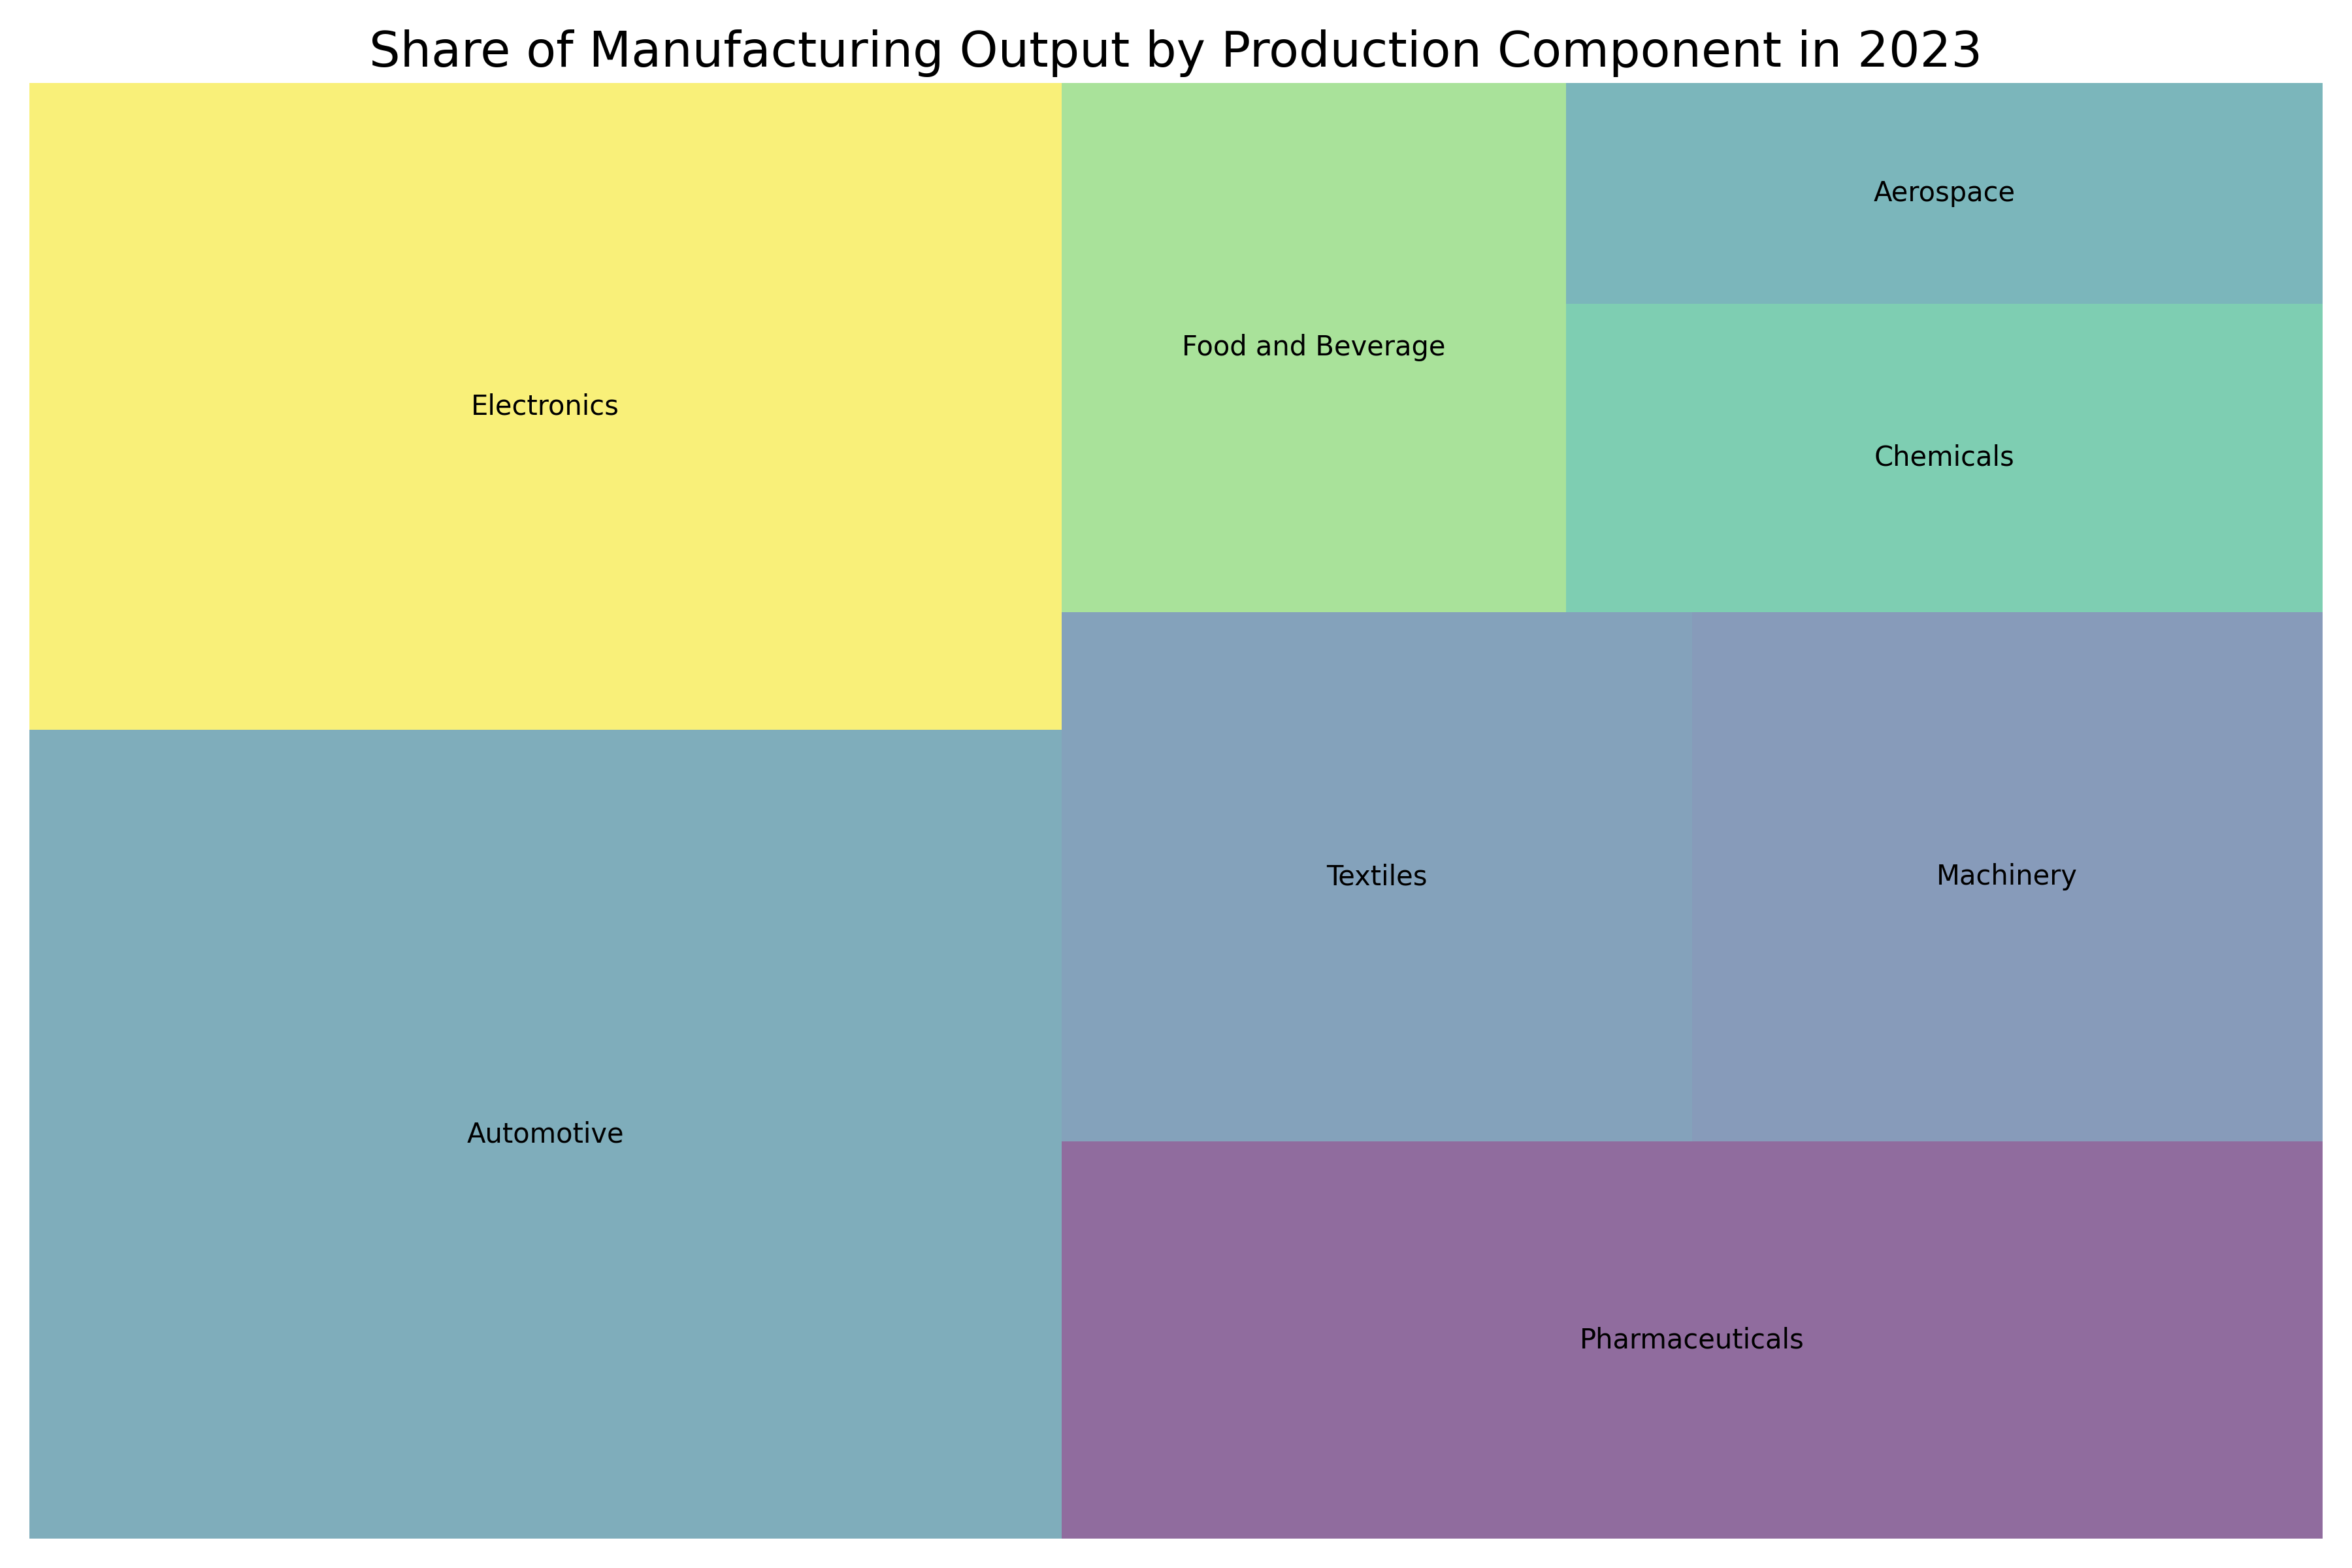 Share of Manufacturing Output by Production Component in 2023
Aerospace
Food and Beverage
Electronics
Chemicals
Textiles
Machinery
Automotive
Pharmaceuticals